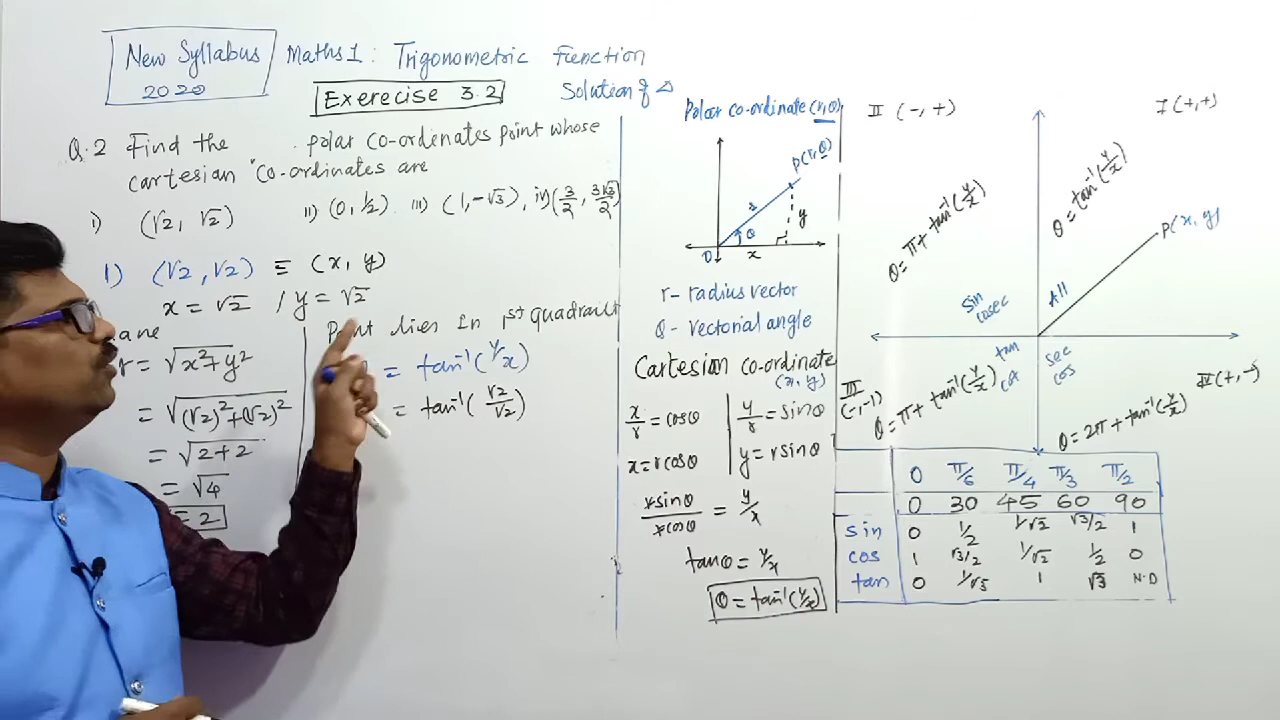 New Syllabus
2020
Maths 1 : Trigonometric Function
Exercise 3.2
Solution of △
Q.2 Find the polar co-ordenates point whose
cartesian co-ordinates are
i) (√2, √2) ii) (0, 1/2). iii) (1, -√3), iv) (3/2, 3√3/2)
1) (√2, √2) ≡ (x, y)
x = √2 / y = √2
Point lies in 1st quadrant
r = √x²+y²
= √(√2)²+(√2)²
= √2+2
= √4
= 2
= tan⁻¹(y/x)
= tan⁻¹(√2/√2)
Polar co-ordinate (r, θ)
P(r, θ)
r
θ
y
O
x
r - radius vector
θ - vectorial angle
Cartesian co-ordinate
(x, y)
x/r = cosθ
x = r cosθ
y/r = sinθ
y = r sinθ
r sinθ/r cosθ = y/x
tanθ = y/x
θ = tan⁻¹(y/x)
II (-, +)
I (+, +)
θ = π + tan⁻¹(y/x)
θ = tan⁻¹(y/x)
P(x, y)
sin
cosec
All
tan
cot
sec
cos
III
(-, -)
θ = π + tan⁻¹(y/x)
IV (+, -)
θ = 2π + tan⁻¹(y/x)
0 π/6 π/4 π/3 π/2
0 30 45 60 90
sin 0 1/2 1/√2 √3/2 1
cos 1 √3/2 1/√2 1/2 0
tan 0 1/√3 1 √3 N.D